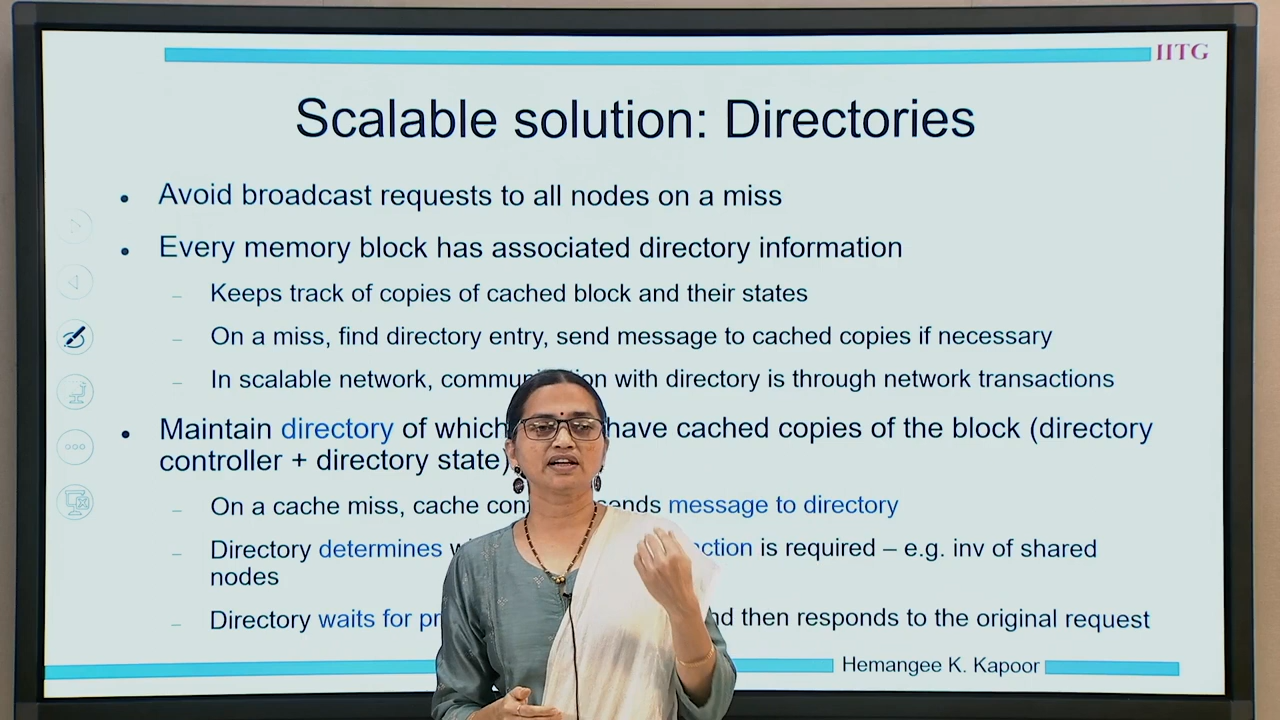 IITG
Scalable solution: Directories
• Avoid broadcast requests to all nodes on a miss
• Every memory block has associated directory information
– Keeps track of copies of cached block and their states
– On a miss, find directory entry, send message to cached copies if necessary
– In scalable network, with directory is through network transactions
• Maintain directory of which have cached copies of the block (directory
controller + directory state)
– On a cache miss, cache sends message to directory
– Directory determines is required – e.g. inv of shared
nodes
– Directory waits for then responds to the original request
Hemangee K. Kapoor